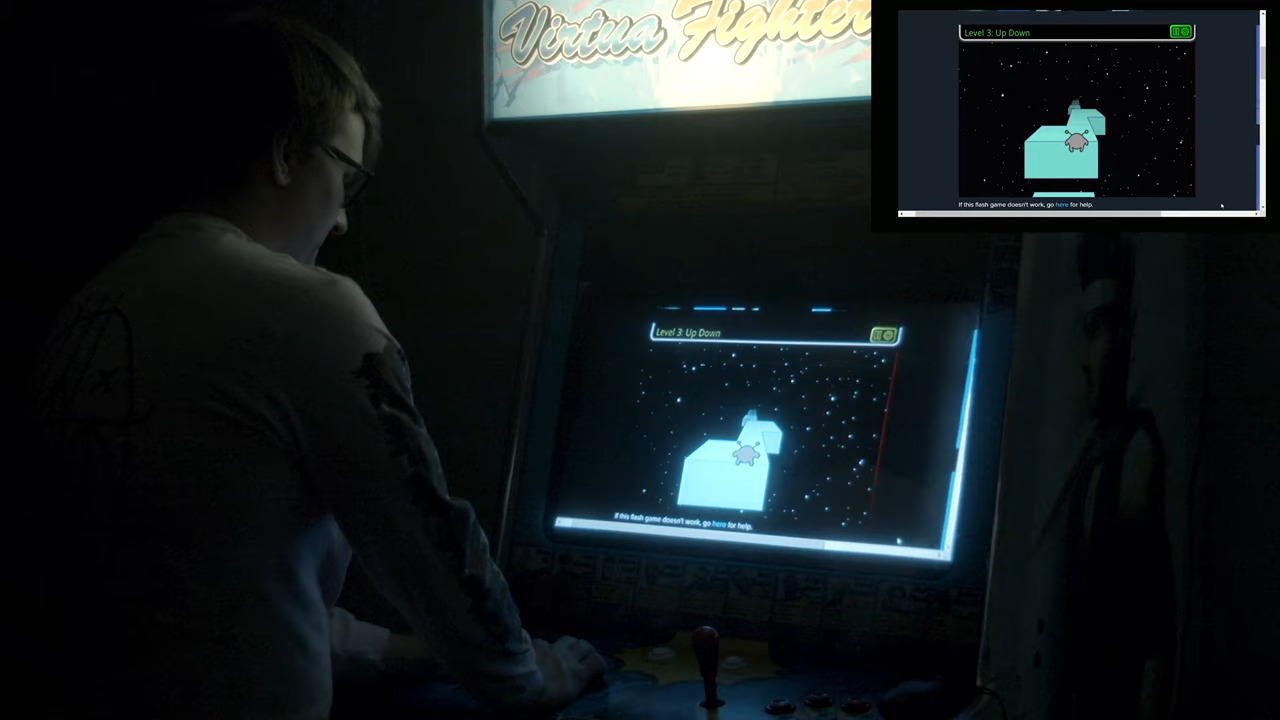 Virtua Fighter
Level 3: Up Down
If this flash game doesn't work, go here for help.
Level 3: Up Down
If this flash game doesn't work, go here for help.